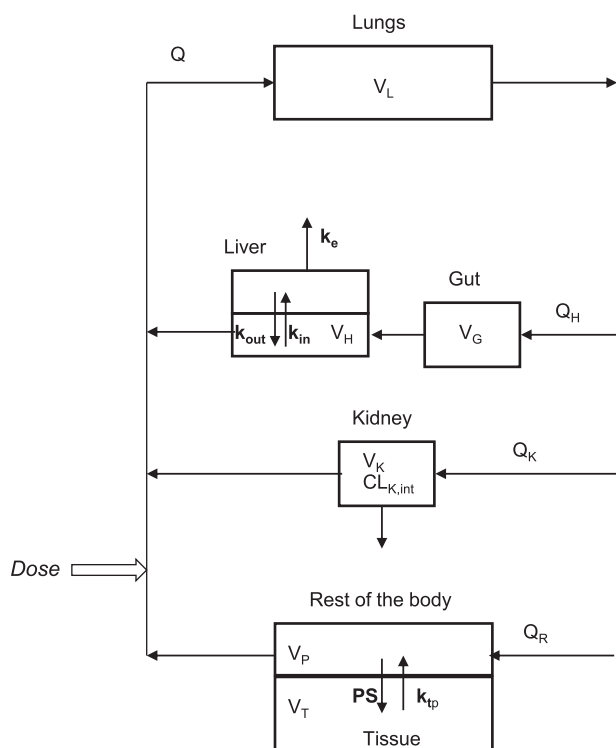 Lungs
Q
V_L
Liver
k_e
Gut
k_out
k_in
V_H
V_G
Q_H
Kidney
V_K
CL_K,int
Q_K
Dose
Rest of the body
V_P
Q_R
PS
k_tp
V_T
Tissue